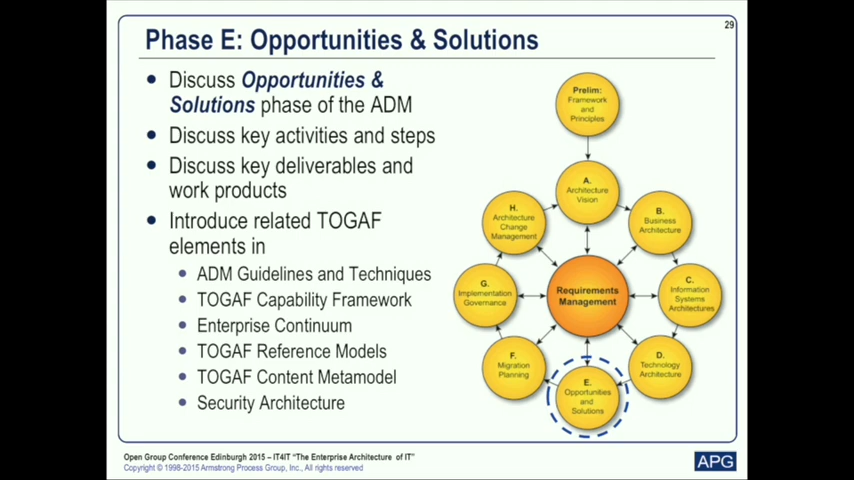 29
Phase E: Opportunities & Solutions
• Discuss Opportunities &
Solutions phase of the ADM
• Discuss key activities and steps
• Discuss key deliverables and
work products
• Introduce related TOGAF
elements in
• ADM Guidelines and Techniques
• TOGAF Capability Framework
• Enterprise Continuum
• TOGAF Reference Models
• TOGAF Content Metamodel
• Security Architecture
Prelim:
Framework
and
Principles
A.
Architecture
Vision
B.
Business
Architecture
C.
Information
Systems
Architectures
D.
Technology
Architecture
E.
Opportunities
and
Solutions
F.
Migration
Planning
G.
Implementation
Governance
H.
Architecture
Change
Management
Requirements
Management
Open Group Conference Edinburgh 2015 – IT4IT "The Enterprise Architecture of IT"
Copyright © 1998-2015 Armstrong Process Group, Inc., All rights reserved
APG